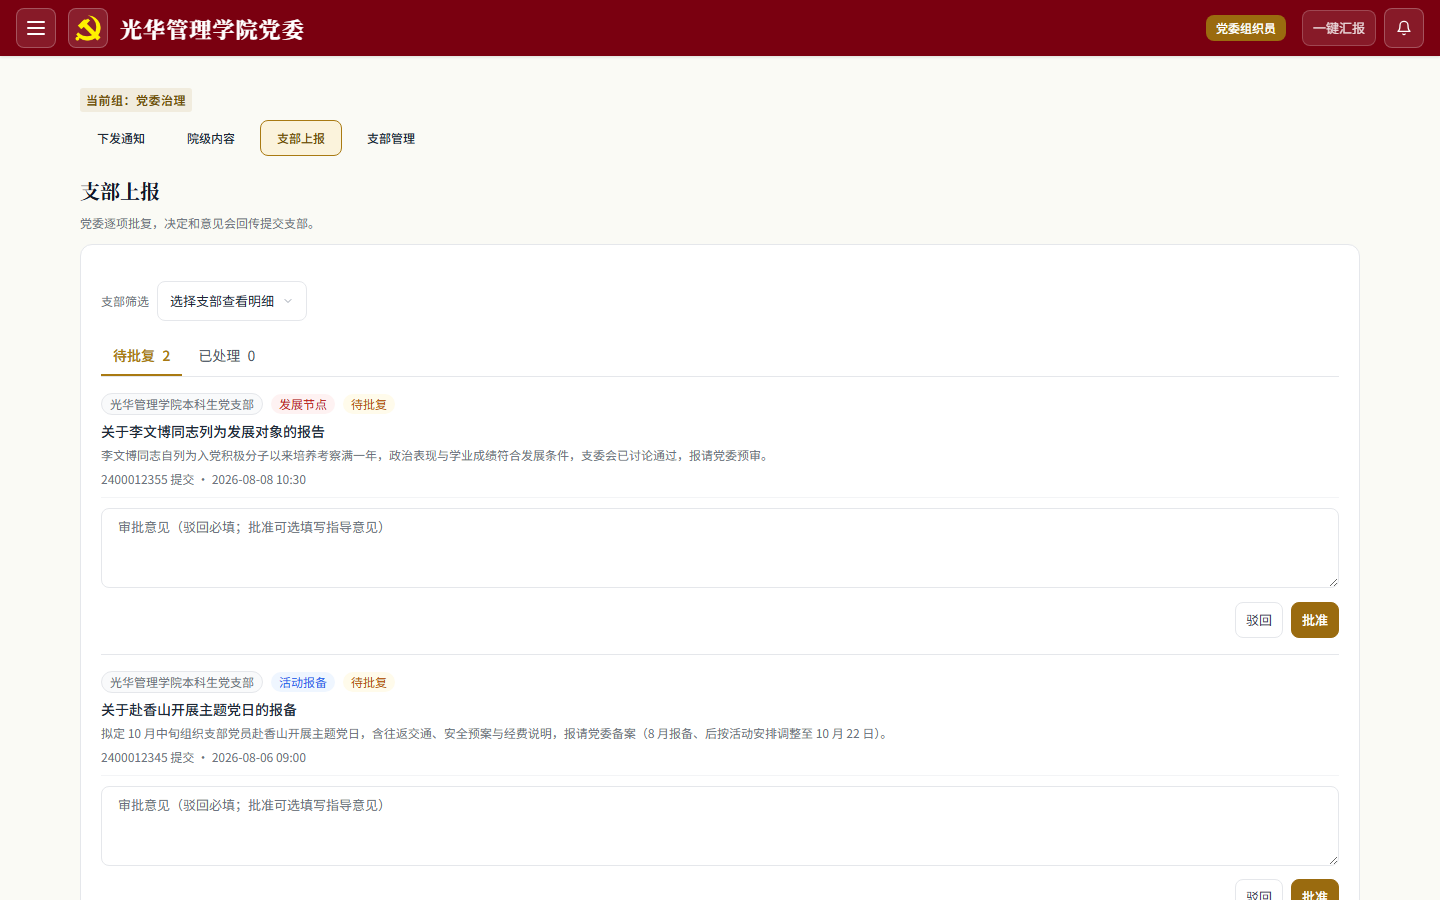 光华管理学院党委
党委组织员
一键汇报
当前组：党委治理
下发通知
院级内容
支部上报
支部管理
支部上报
党委逐项批复，决定和意见会回传提交支部。
支部筛选
选择支部查看明细
待批复 2
已处理 0
光华管理学院本科生党支部
发展节点
待批复
关于李文博同志列为发展对象的报告
李文博同志自列为入党积极分子以来培养考察满一年，政治表现与学业成绩符合发展条件，支委会已讨论通过，报请党委预审。
2400012355 提交 · 2026-08-08 10:30
审批意见（驳回必填；批准可选填写指导意见）
驳回
批准
光华管理学院本科生党支部
活动报备
待批复
关于赴香山开展主题党日的报备
拟定 10 月中旬组织支部党员赴香山开展主题党日，含往返交通、安全预案与经费说明，报请党委备案（8 月报备、后按活动安排调整至 10 月 22 日）。
2400012345 提交 · 2026-08-06 09:00
审批意见（驳回必填；批准可选填写指导意见）
驳回
批准